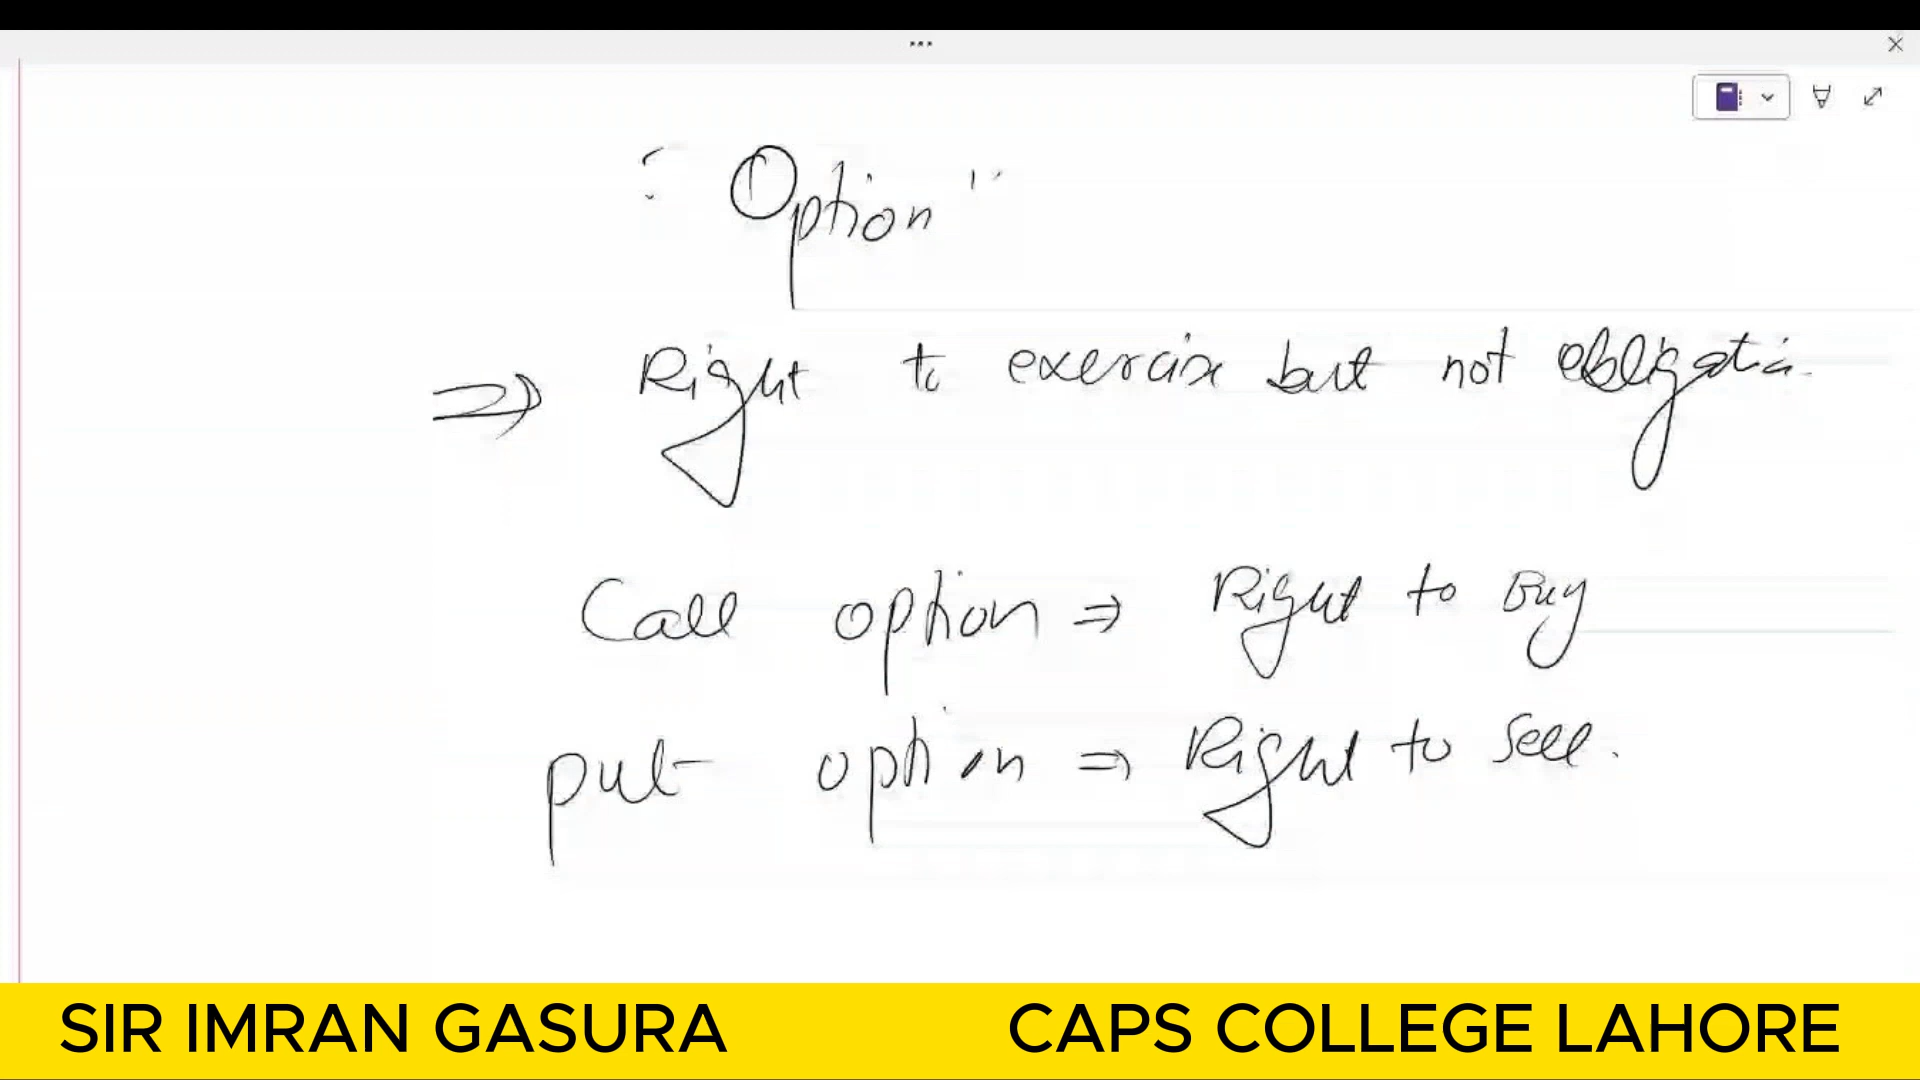 "Option"
⇒ Right to exercise but not obligation.
Call option ⇒ Right to Buy
put option ⇒ Right to Sell.
SIR IMRAN GASURA CAPS COLLEGE LAHORE